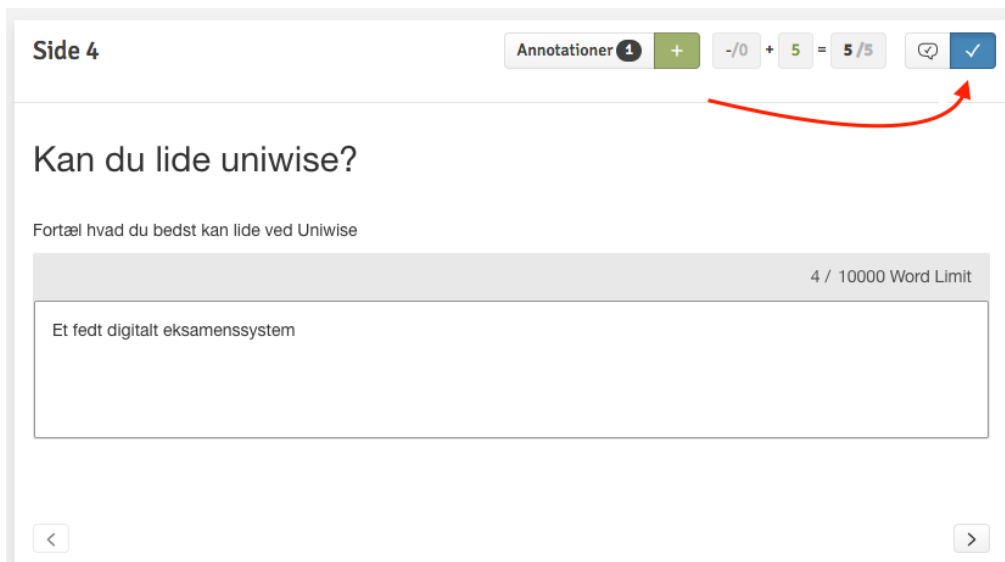 Side 4
Annotationer 1 + -/0 + 5 = 5/5
Kan du lide uniwise?
Fortæl hvad du bedst kan lide ved Uniwise
4 / 10000 Word Limit
Et fedt digitalt eksamenssystem